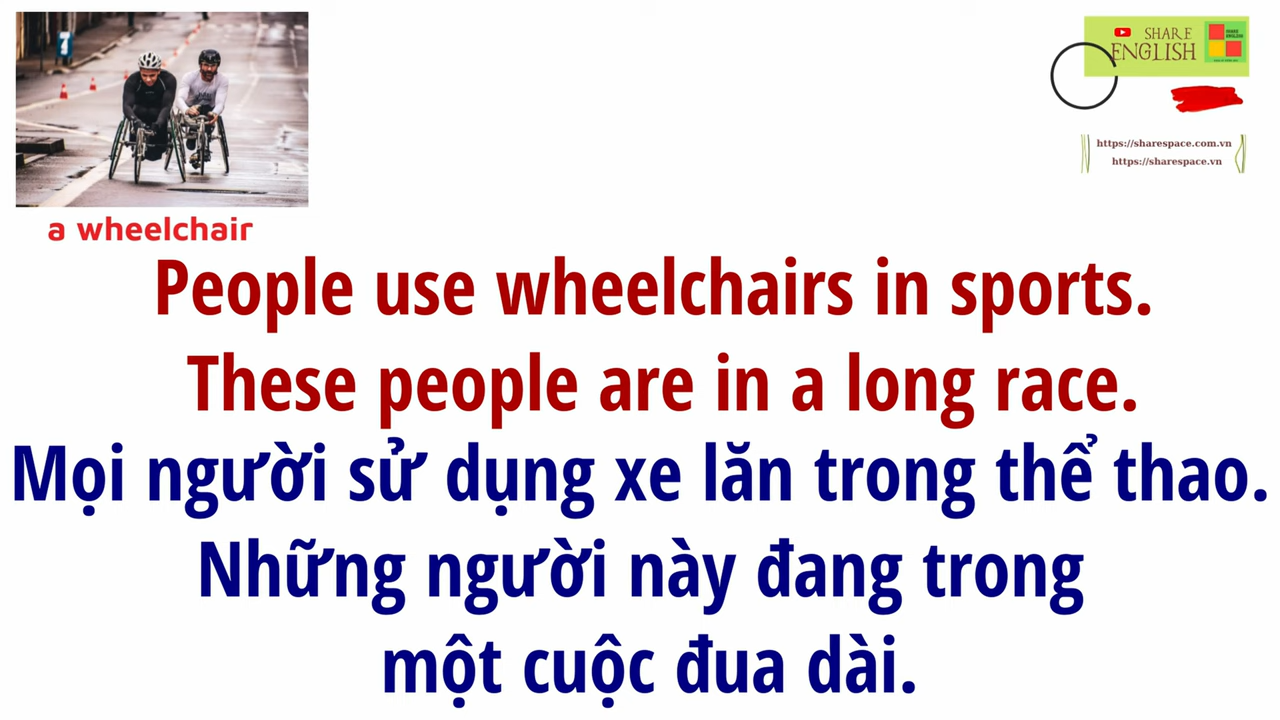 SHARE
ENGLISH
https://sharespace.com.vn
https://sharespace.vn
a wheelchair
People use wheelchairs in sports.
These people are in a long race.
Mọi người sử dụng xe lăn trong thể thao.
Những người này đang trong
một cuộc đua dài.